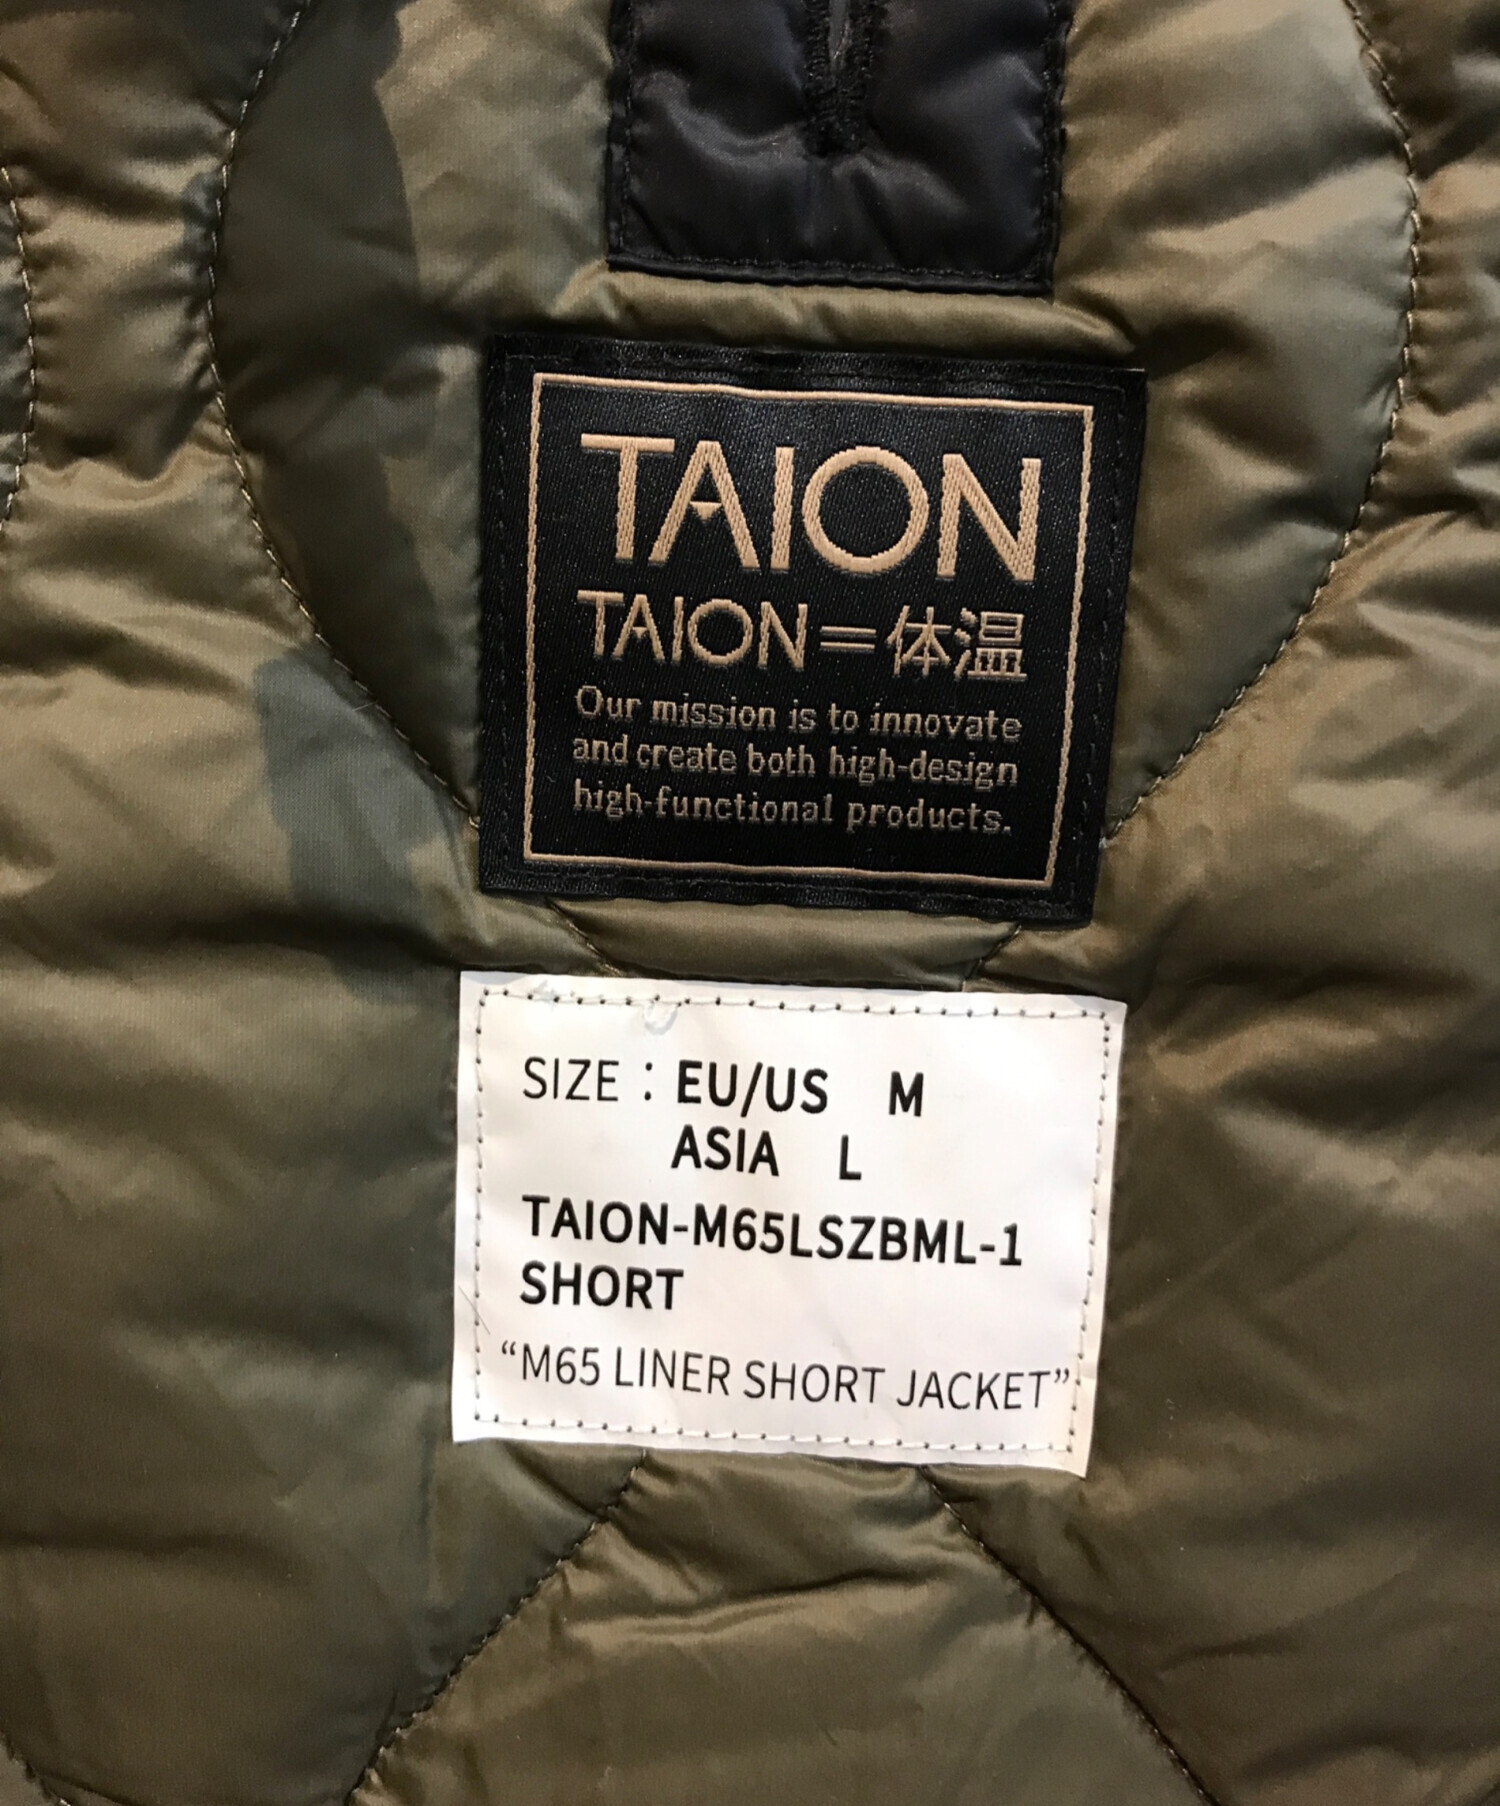 TAION
TAION=体温
Our mission is to innovate
and create both high-design
high-functional products.
SIZE : EU/US M
ASIA L
TAION-M65LSZBML-1
SHORT
“M65 LINER SHORT JACKET”